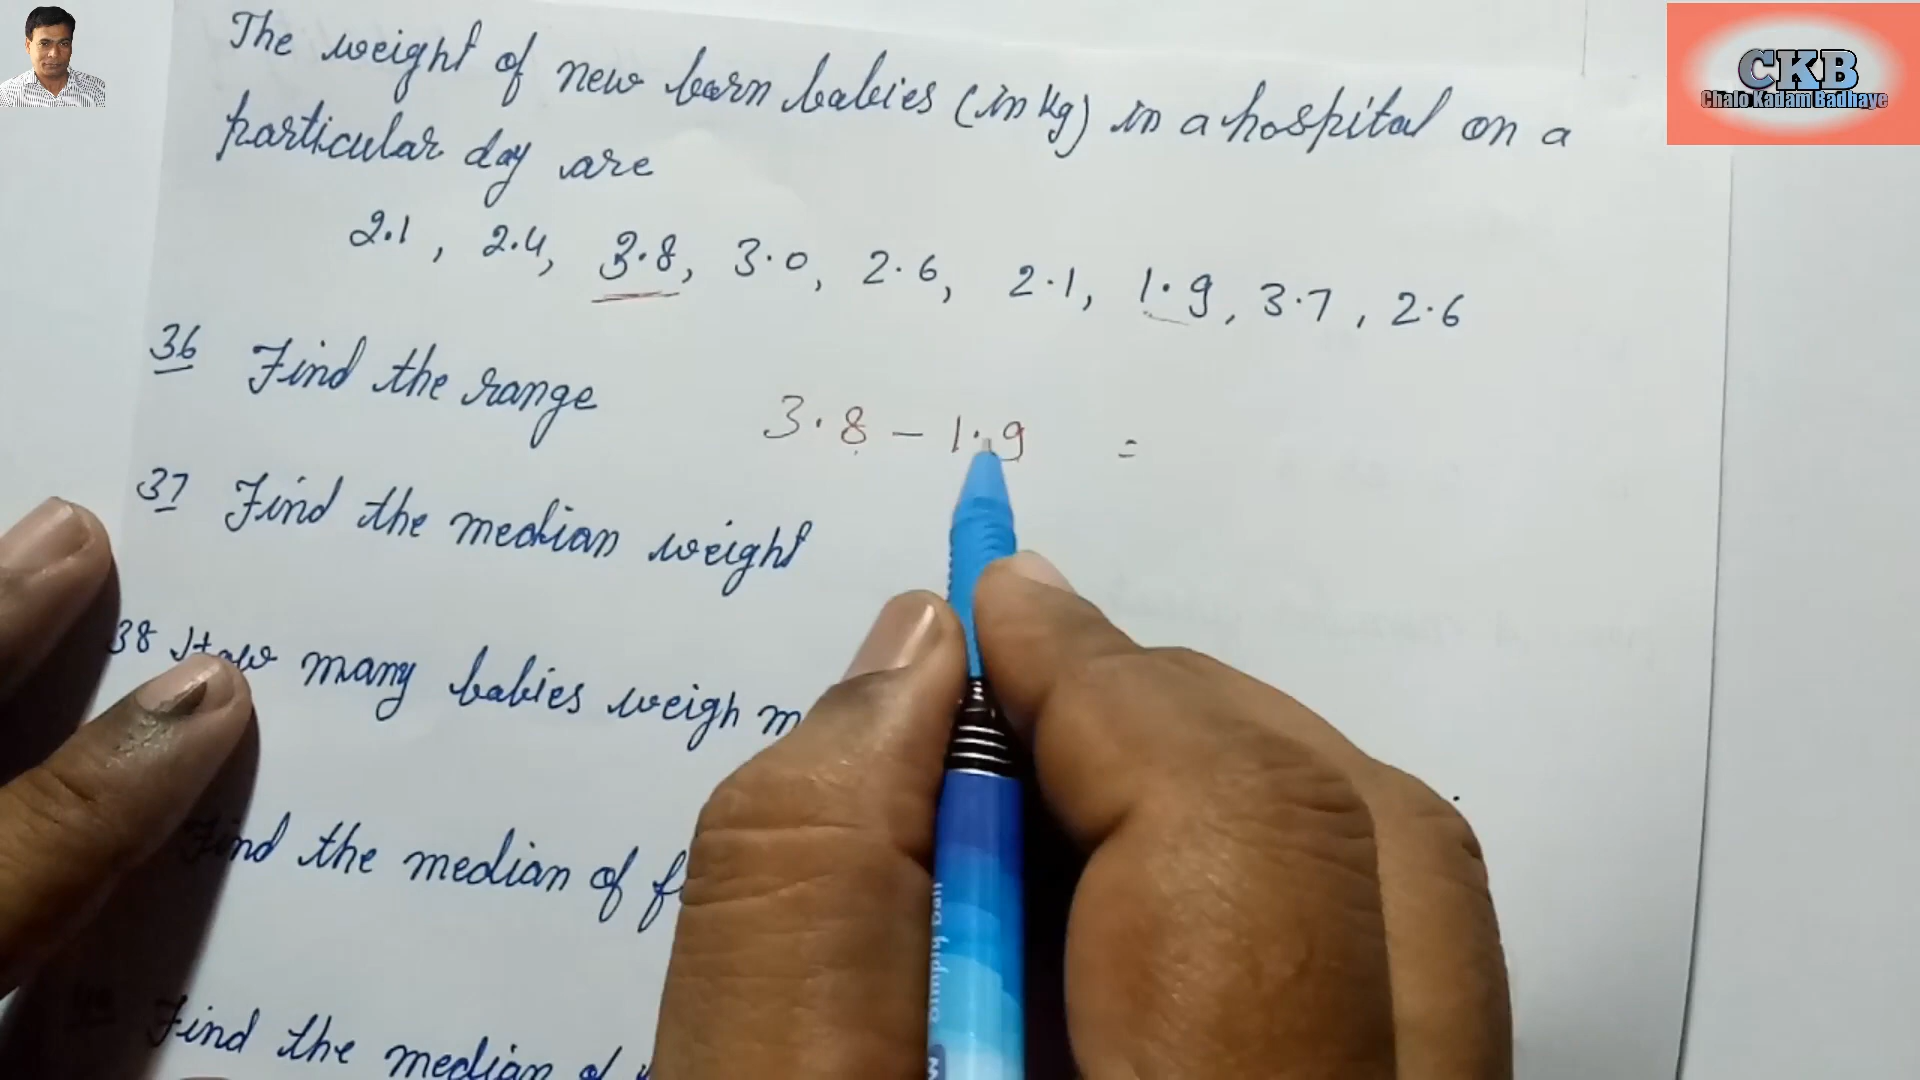 CKB
Chalo Kadam Badhaye
The weight of new born babies (in kg) in a hospital on a
particular day are
2.1, 2.4, 3.8, 3.0, 2.6, 2.1, 1.9, 3.7, 2.6
36 Find the range
3.8 - 1.9 =
37 Find the median weight
38 How many babies weigh
Find the median of
Find the median of
Simply Ball